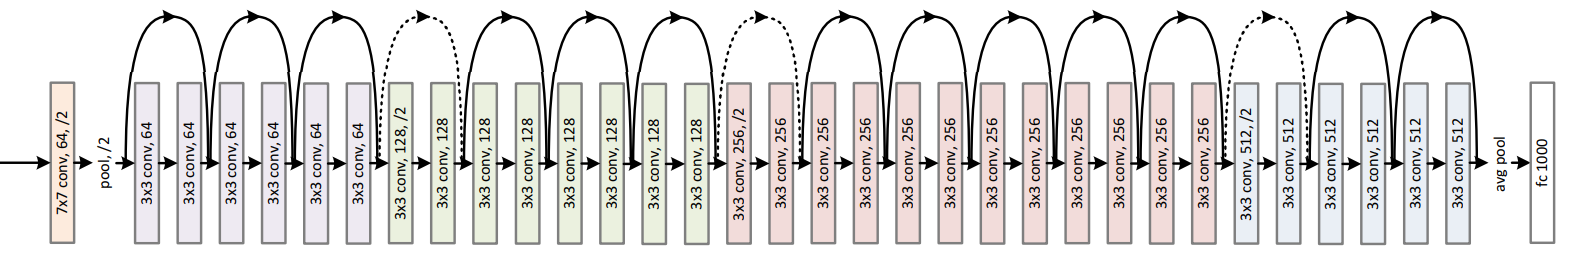 7x7 conv, 64, /2
pool, /2
3x3 conv, 64
3x3 conv, 64
3x3 conv, 64
3x3 conv, 64
3x3 conv, 64
3x3 conv, 64
3x3 conv, 128, /2
3x3 conv, 128
3x3 conv, 128
3x3 conv, 128
3x3 conv, 128
3x3 conv, 128
3x3 conv, 128
3x3 conv, 128
3x3 conv, 256, /2
3x3 conv, 256
3x3 conv, 256
3x3 conv, 256
3x3 conv, 256
3x3 conv, 256
3x3 conv, 256
3x3 conv, 256
3x3 conv, 256
3x3 conv, 256
3x3 conv, 256
3x3 conv, 256
3x3 conv, 512, /2
3x3 conv, 512
3x3 conv, 512
3x3 conv, 512
3x3 conv, 512
3x3 conv, 512
avg pool
fc 1000